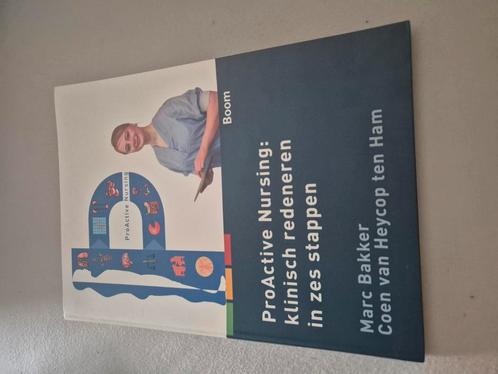 ProActive Nursing
Boom
ProActive Nursing:
klinisch redeneren
in zes stappen
Marc Bakker
Coen van Heycop ten Ham